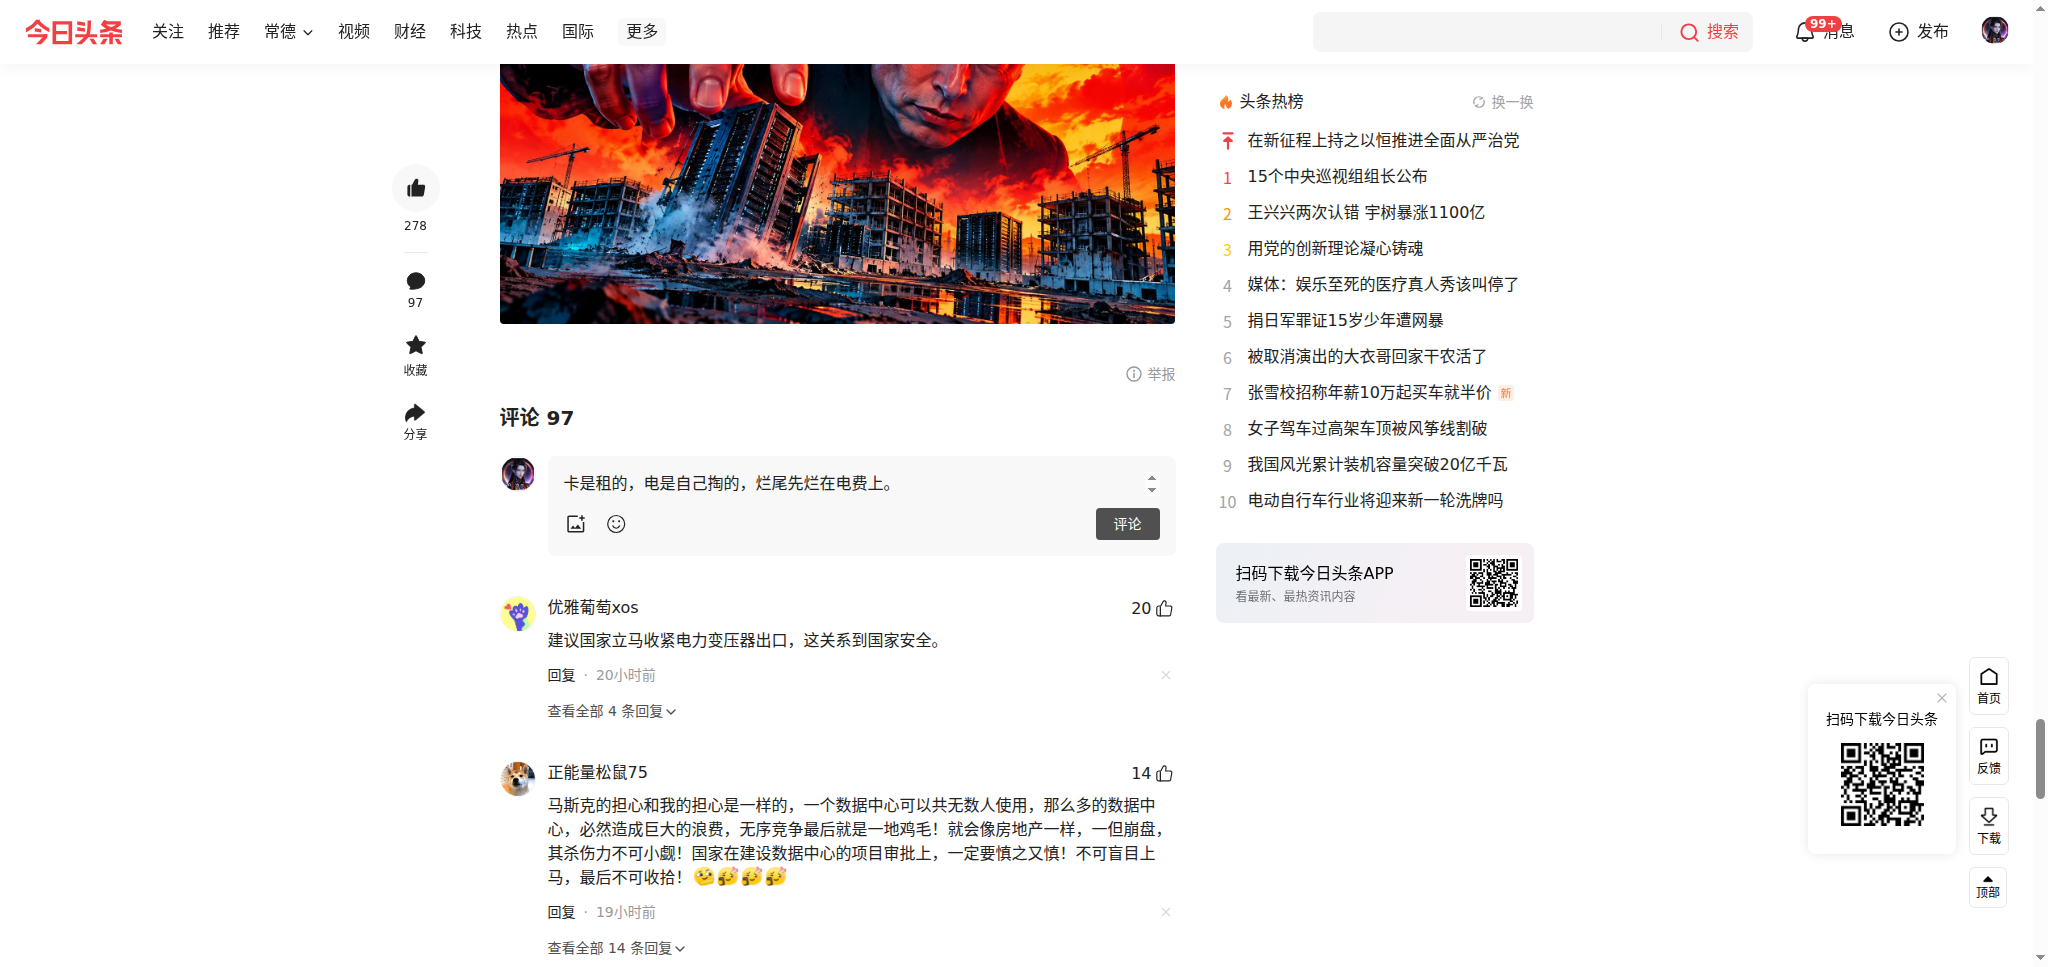 今日头条
关注 推荐 常德 视频 财经 科技 热点 国际 更多
搜索
99+
消息
发布
278
97
收藏
分享
举报
评论 97
卡是租的，电是自己掏的，烂尾先烂在电费上。
评论
优雅葡萄xos
20
建议国家立马收紧电力变压器出口，这关系到国家安全。
回复 · 20小时前
查看全部 4 条回复
正能量松鼠75
14
马斯克的担心和我的担心是一样的，一个数据中心可以共无数人使用，那么多的数据中
心，必然造成巨大的浪费，无序竞争最后就是一地鸡毛！就会像房地产一样，一但崩盘，
其杀伤力不可小觑！国家在建设数据中心的项目审批上，一定要慎之又慎！不可盲目上
马，最后不可收拾！
回复 · 19小时前
查看全部 14 条回复
头条热榜
换一换
在新征程上持之以恒推进全面从严治党
1 15个中央巡视组组长公布
2 王兴兴两次认错 宇树暴涨1100亿
3 用党的创新理论凝心铸魂
4 媒体：娱乐至死的医疗真人秀该叫停了
5 捐日军罪证15岁少年遭网暴
6 被取消演出的大衣哥回家干农活了
7 张雪校招称年薪10万起买车就半价 新
8 女子驾车过高架车顶被风筝线割破
9 我国风光累计装机容量突破20亿千瓦
10 电动自行车行业将迎来新一轮洗牌吗
扫码下载今日头条APP
看最新、最热资讯内容
扫码下载今日头条
首页
反馈
下载
顶部